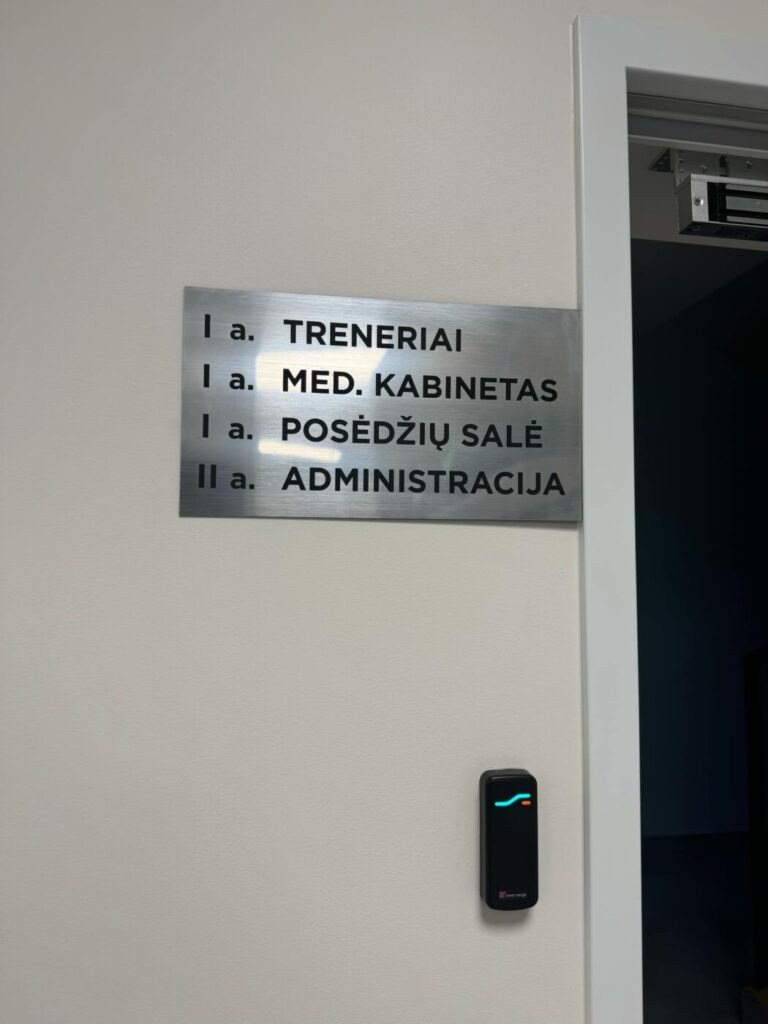 I a. TRENERIAI
I a. MED. KABINETAS
I a. POSĖDŽIŲ SALĖ
II a. ADMINISTRACIJA